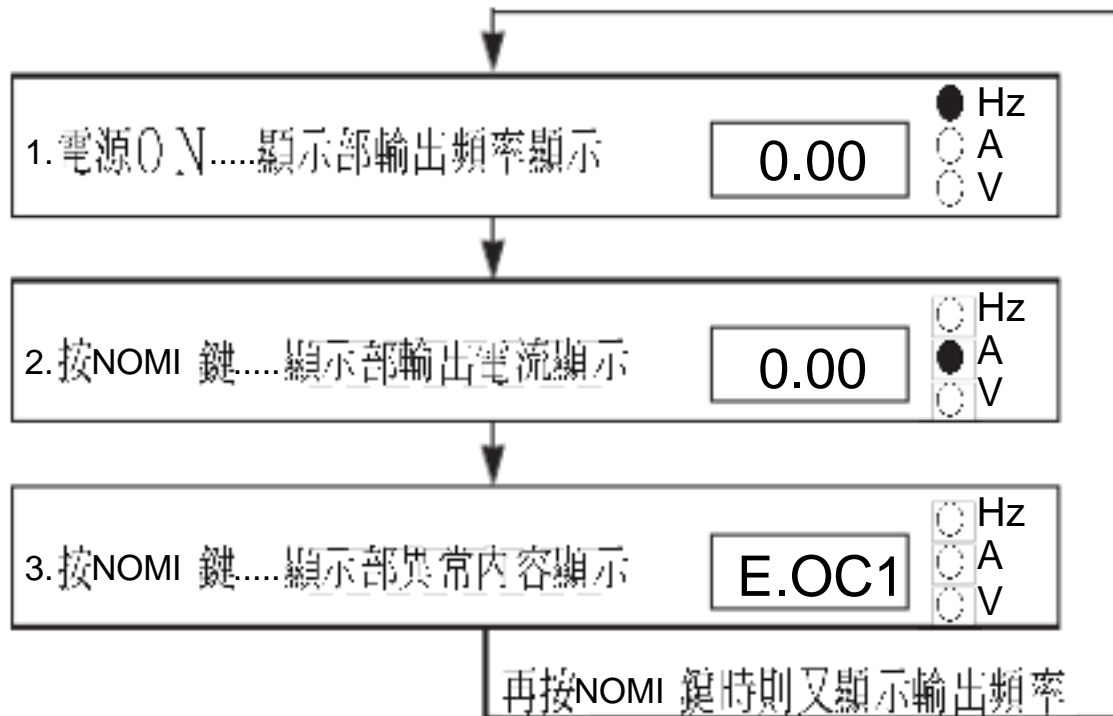 1.電源ON.....顯示部輸出頻率顯示
0.00
Hz
A
V
2.按NOMI 鍵.....顯示部輸出電流顯示
0.00
Hz
A
V
3.按NOMI 鍵.....顯示部異常內容顯示
E.OC1
Hz
A
V
再按NOMI 鍵時則又顯示輸出頻率